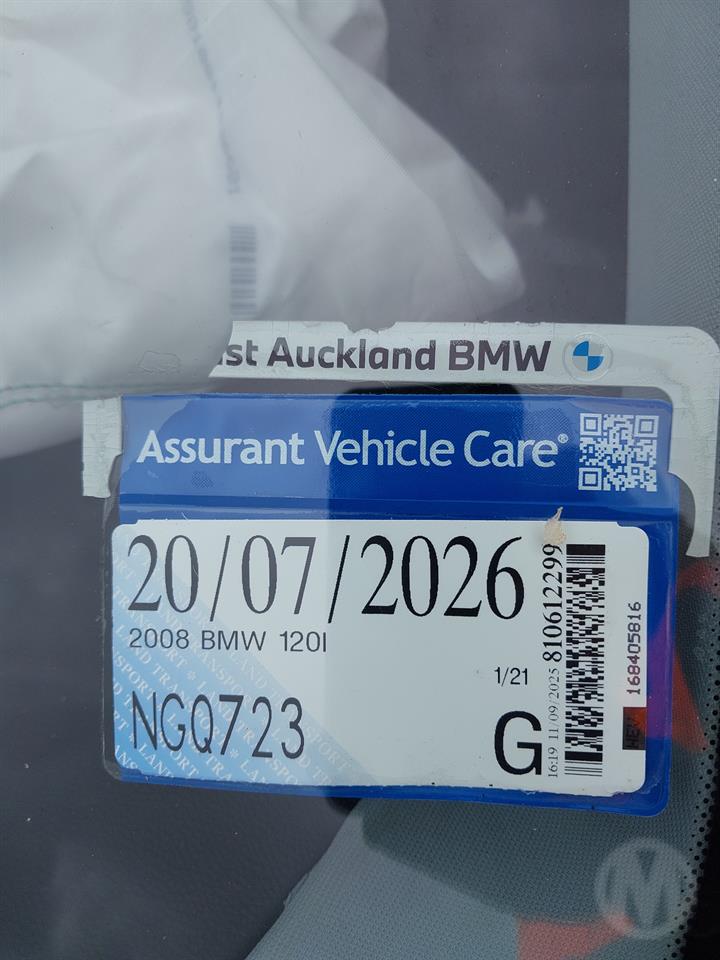 st Auckland BMW
Assurant Vehicle Care®
20/07/2026
2008 BMW 120I
1/21
NGQ723
G
16:19 11/09/2025
810612299
168405816
M